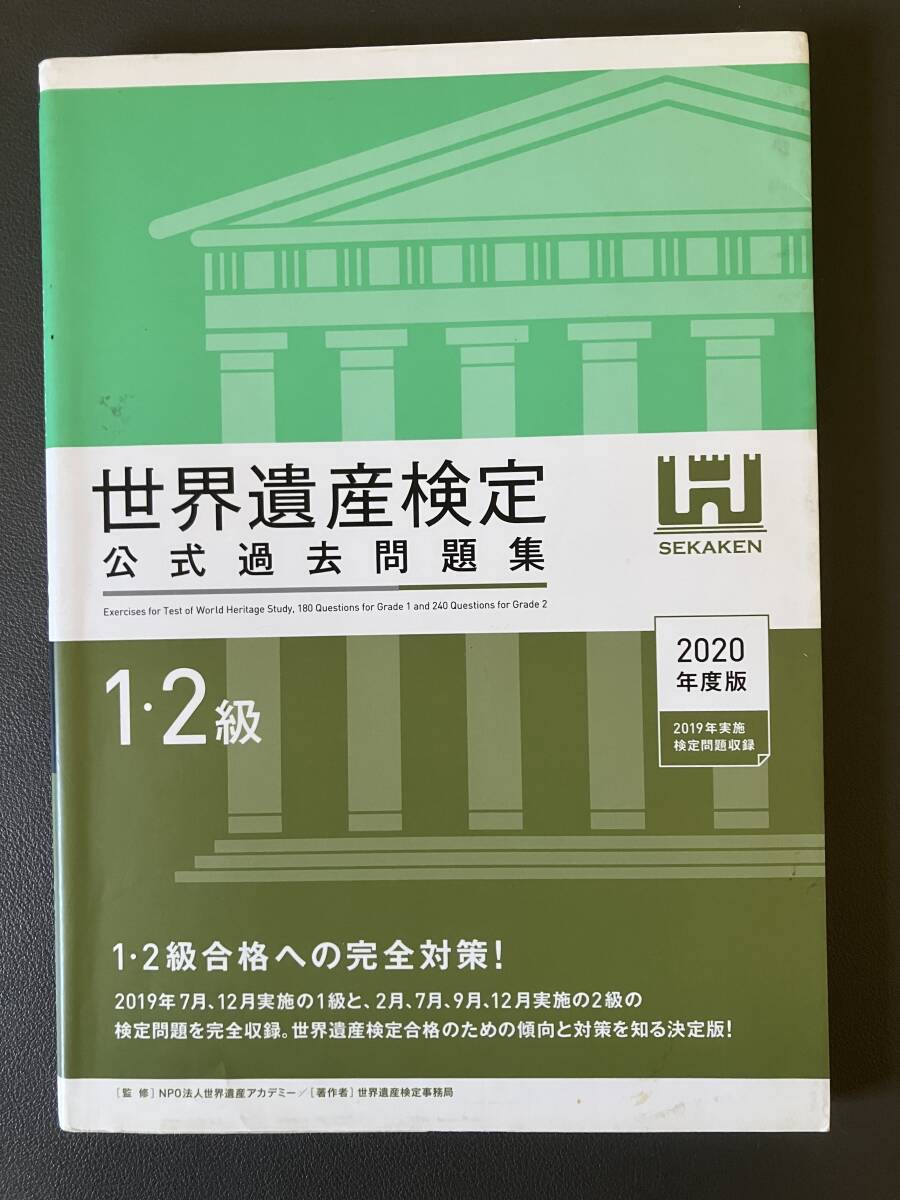 世界遺産検定
公式過去問題集
Exercises for Test of World Heritage Study, 180 Questions for Grade 1 and 240 Questions for Grade 2
SEKAKEN
1・2級
2020
年度版
2019年実施
検定問題収録
1・2級合格への完全対策!
2019年7月、12月実施の1級と、2月、7月、9月、12月実施の2級の
検定問題を完全収録。世界遺産検定合格のための傾向と対策を知る決定版!
[監修] NPO法人世界遺産アカデミー/[著作者] 世界遺産検定事務局